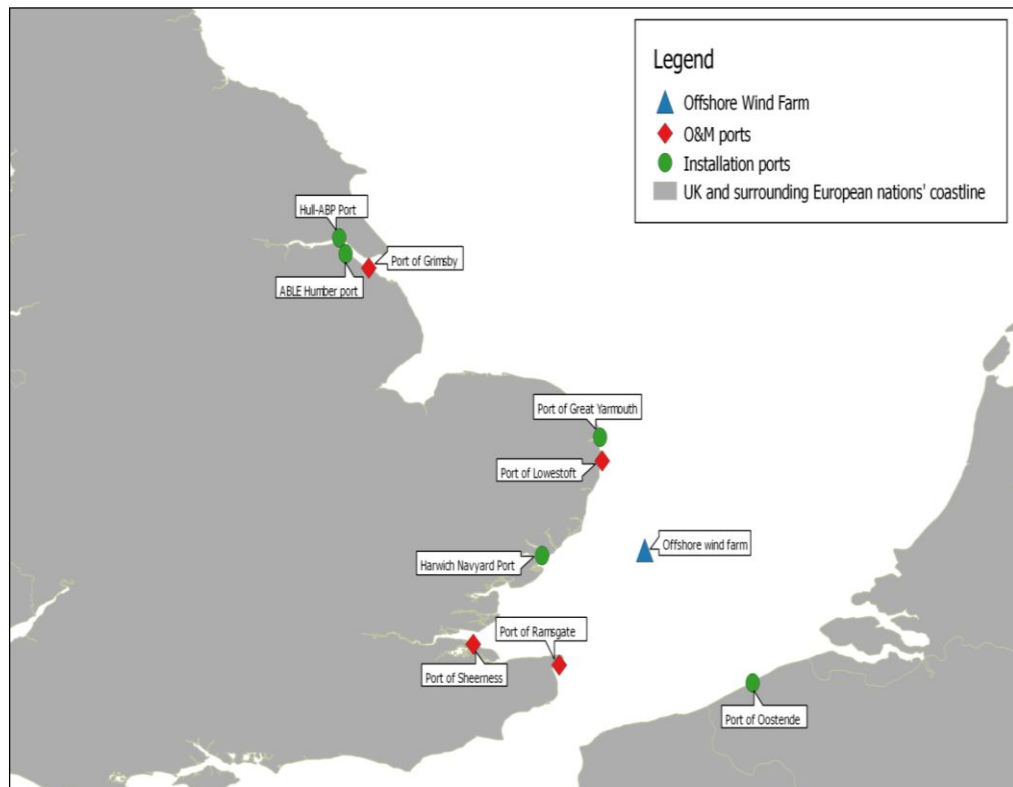 Legend
Offshore Wind Farm
O&M ports
Installation ports
UK and surrounding European nations' coastline
Hull-ABP Port
Port of Grimsby
ABLE Humber port
Port of Great Yarmouth
Port of Lowestoft
Offshore wind farm
Harwich Navyard Port
Port of Ramsgate
Port of Sheerness
Port of Oostende